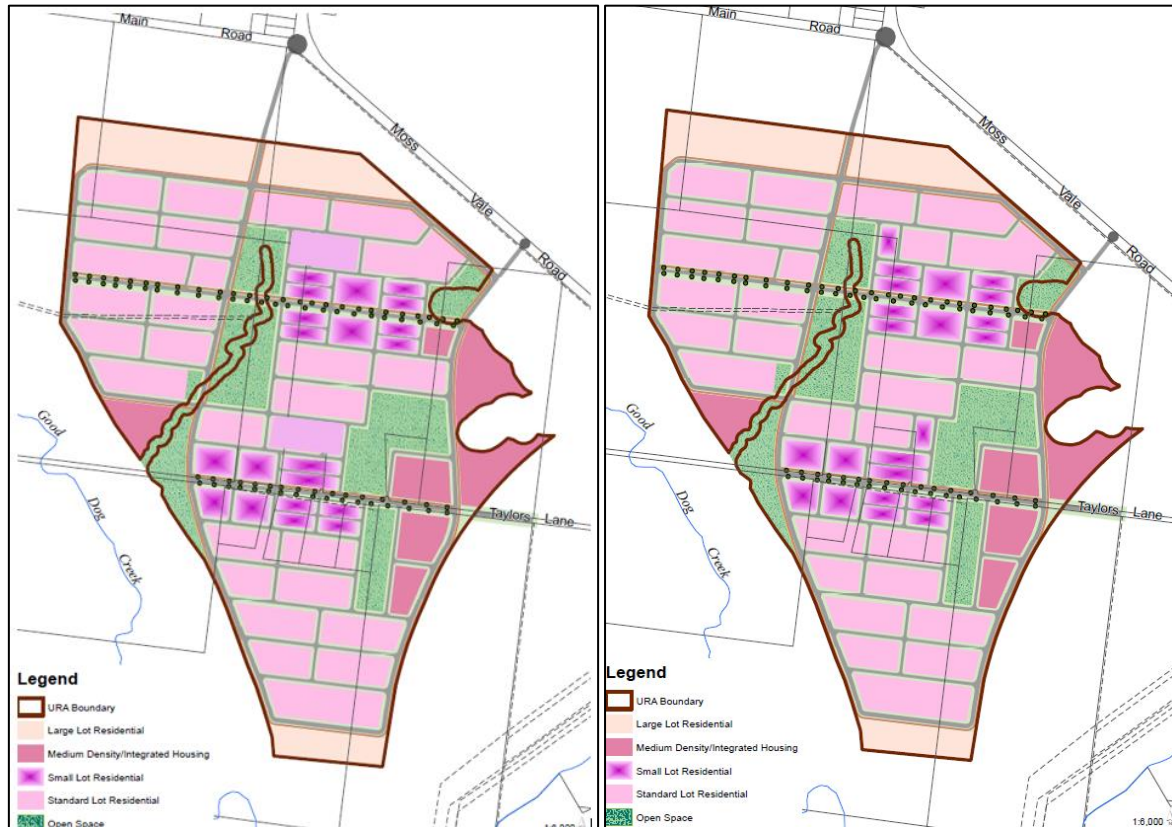 Main
Road
Moss
Vale
Road
Good
Dog
Creek
Taylors Lane
Legend
URA Boundary
Large Lot Residential
Medium Density/Integrated Housing
Small Lot Residential
Standard Lot Residential
Open Space
Main
Road
Moss
Vale
Road
Good
Dog
Creek
Taylors Lane
Legend
URA Boundary
Large Lot Residential
Medium Density/Integrated Housing
Small Lot Residential
Standard Lot Residential
Open Space
1:6,000